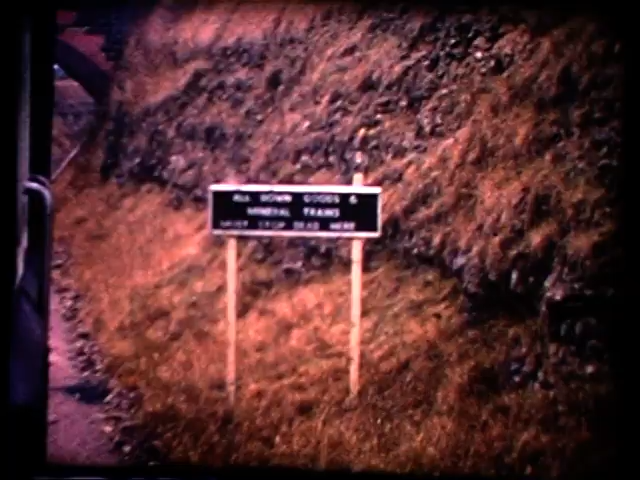 ALL DOWN GOODS &
MINERAL TRAINS
MUST STOP DEAD HERE